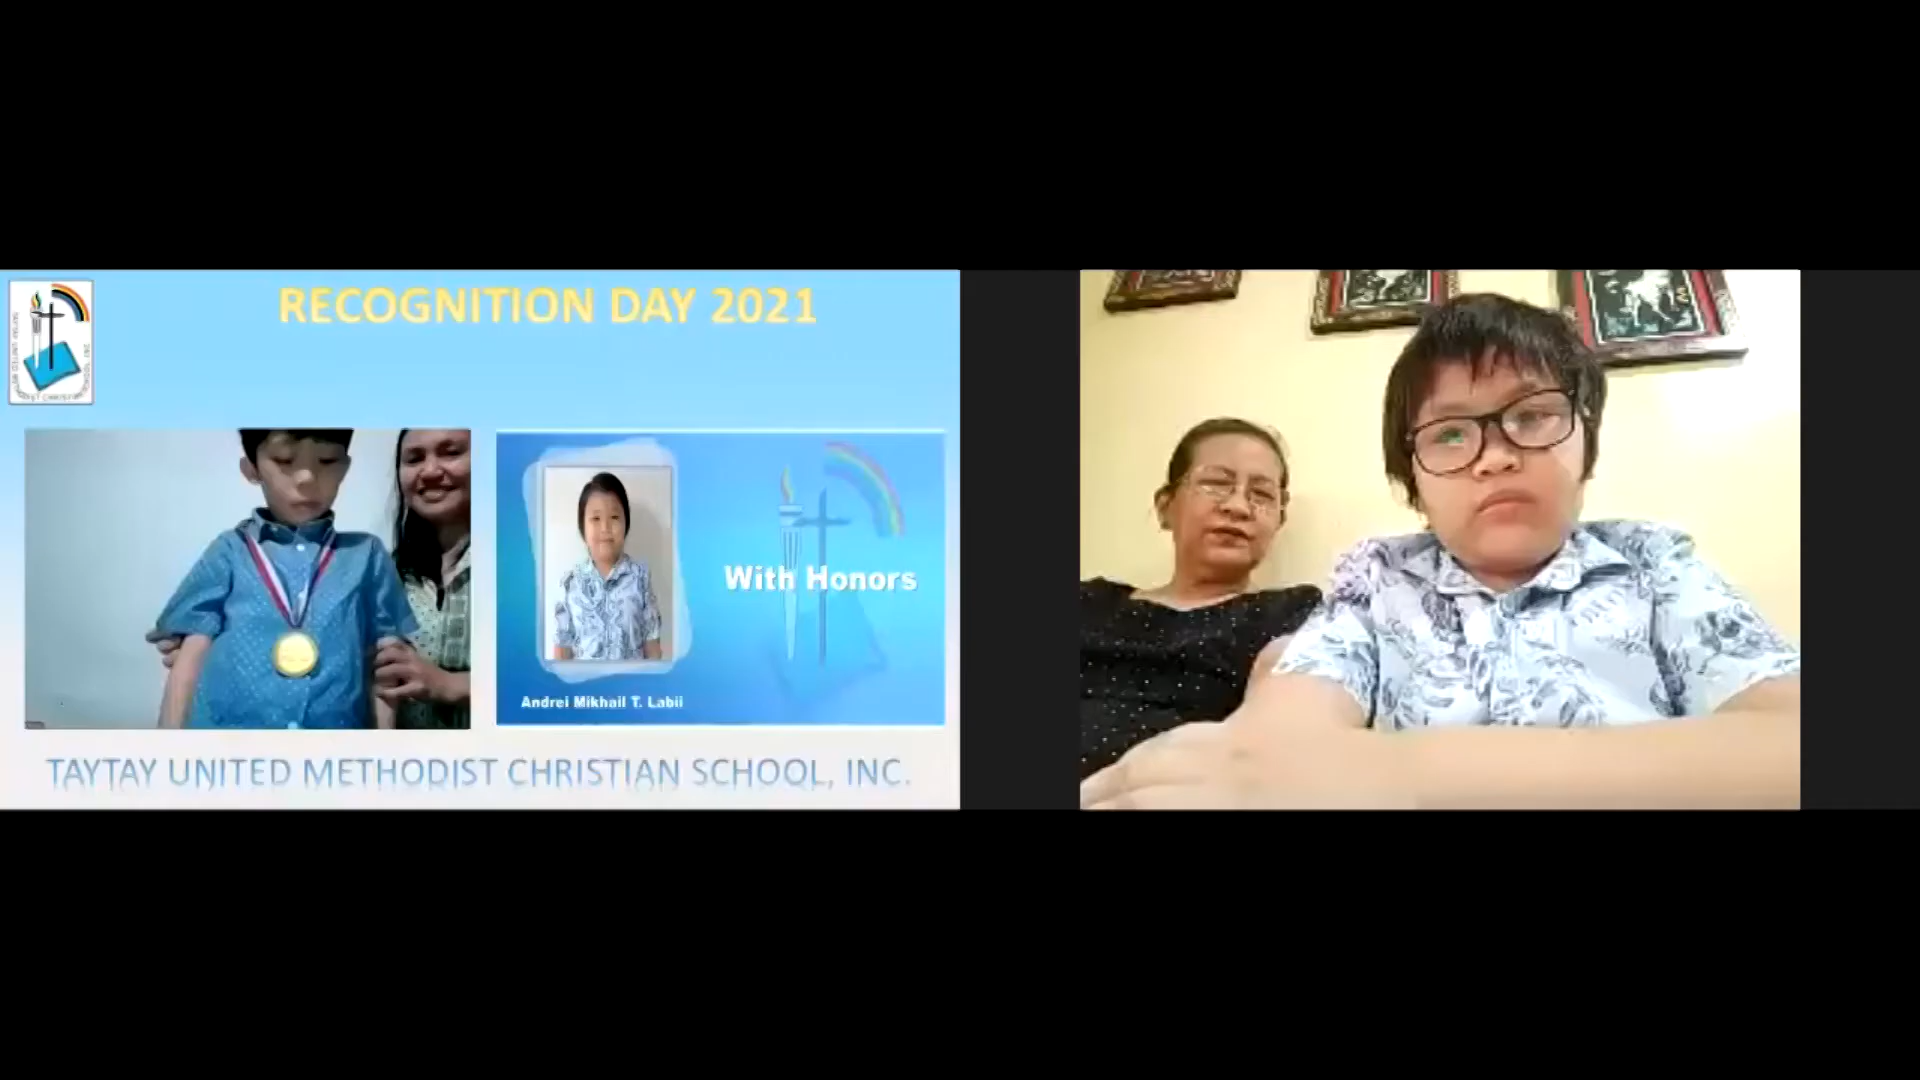 RECOGNITION DAY 2021
With Honors
Andrei Mikhail T. Labii
TAYTAY UNITED METHODIST CHRISTIAN SCHOOL, INC.